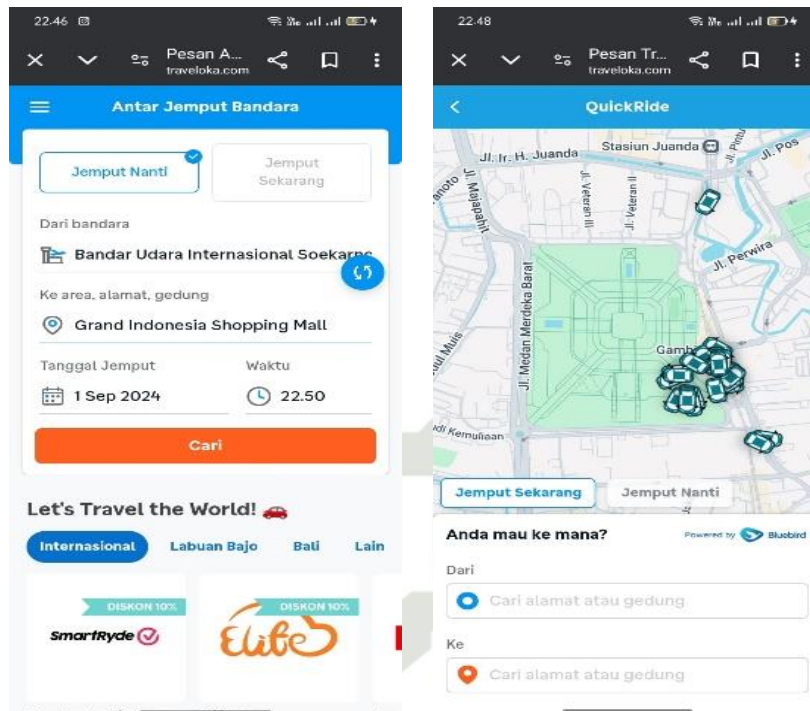 22.46
Pesan A...
traveloka.com
Antar Jemput Bandara
Jemput Nanti
Jemput
Sekarang
Dari bandara
Bandar Udara Internasional Soekarno
Ke area, alamat, gedung
Grand Indonesia Shopping Mall
Tanggal Jemput
Waktu
1 Sep 2024
22.50
Cari
Let's Travel the World!
Internasional
Labuan Bajo
Bali
Lain
DISKON 10%
DISKON 10%
smartRyde
Elite
22.48
Pesan Tr...
traveloka.com
QuickRide
Stasiun Juanda
Jl. Pintu
Jl. Pos
Jl. Ir. H. Juanda
Jl. Majapahit
Jl. Veteran III
Jl. Veteran II
Jl. Perwira
Jl. Medan Merdeka Barat
Gamb
Jemput Sekarang
Jemput Nanti
Anda mau ke mana?
Powered by Bluebird
Dari
Cari alamat atau gedung
Ke
Cari alamat atau gedung